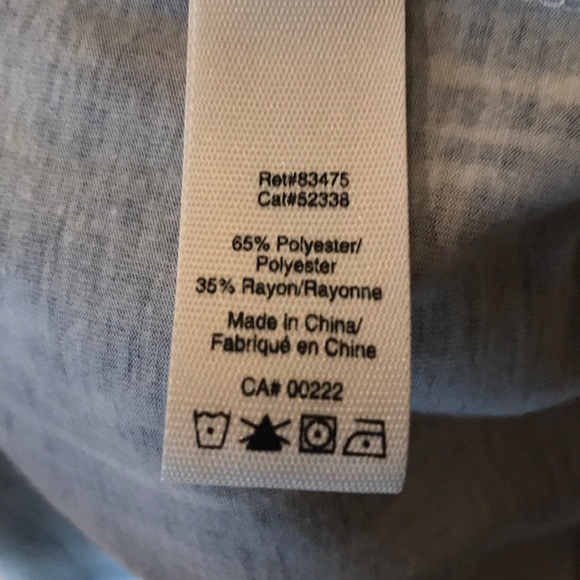 Ret#83475
Cat#52338
65% Polyester/
Polyester
35% Rayon/Rayonne
Made in China/
Fabriqué en Chine
CA# 00222